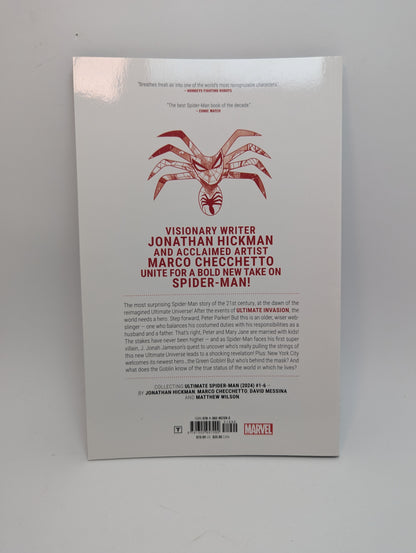 "Breathes fresh air into one of the world's most recognizable characters."
— MONKEYS FIGHTING ROBOTS
"The best Spider-Man book of the decade."
— COMIC WATCH
VISIONARY WRITER
JONATHAN HICKMAN
AND ACCLAIMED ARTIST
MARCO CHECCHETTO
UNITE FOR A BOLD NEW TAKE ON
SPIDER-MAN!
The most surprising Spider-Man story of the 21st century, at the dawn of the
reimagined Ultimate Universe! After the events of ULTIMATE INVASION, the
world needs a hero. Step forward, Peter Parker! But this is an older, wiser web-
slinger — one who balances his costumed duties with his responsibilities as a
husband and a father. That's right, Peter and Mary Jane are married with kids!
The stakes have never been higher — and as Spider-Man faces his first super
villain, J. Jonah Jameson's quest to uncover who's really pulling the strings of
this new Ultimate Universe leads to a shocking revelation! Plus: New York City
welcomes its newest hero...the Green Goblin! But who's behind the mask? And
what does the Goblin know of the true status of the world in which he lives?
COLLECTING ULTIMATE SPIDER-MAN (2024) #1-6
BY JONATHAN HICKMAN, MARCO CHECCHETTO, DAVID MESSINA
AND MATTHEW WILSON
MARVEL